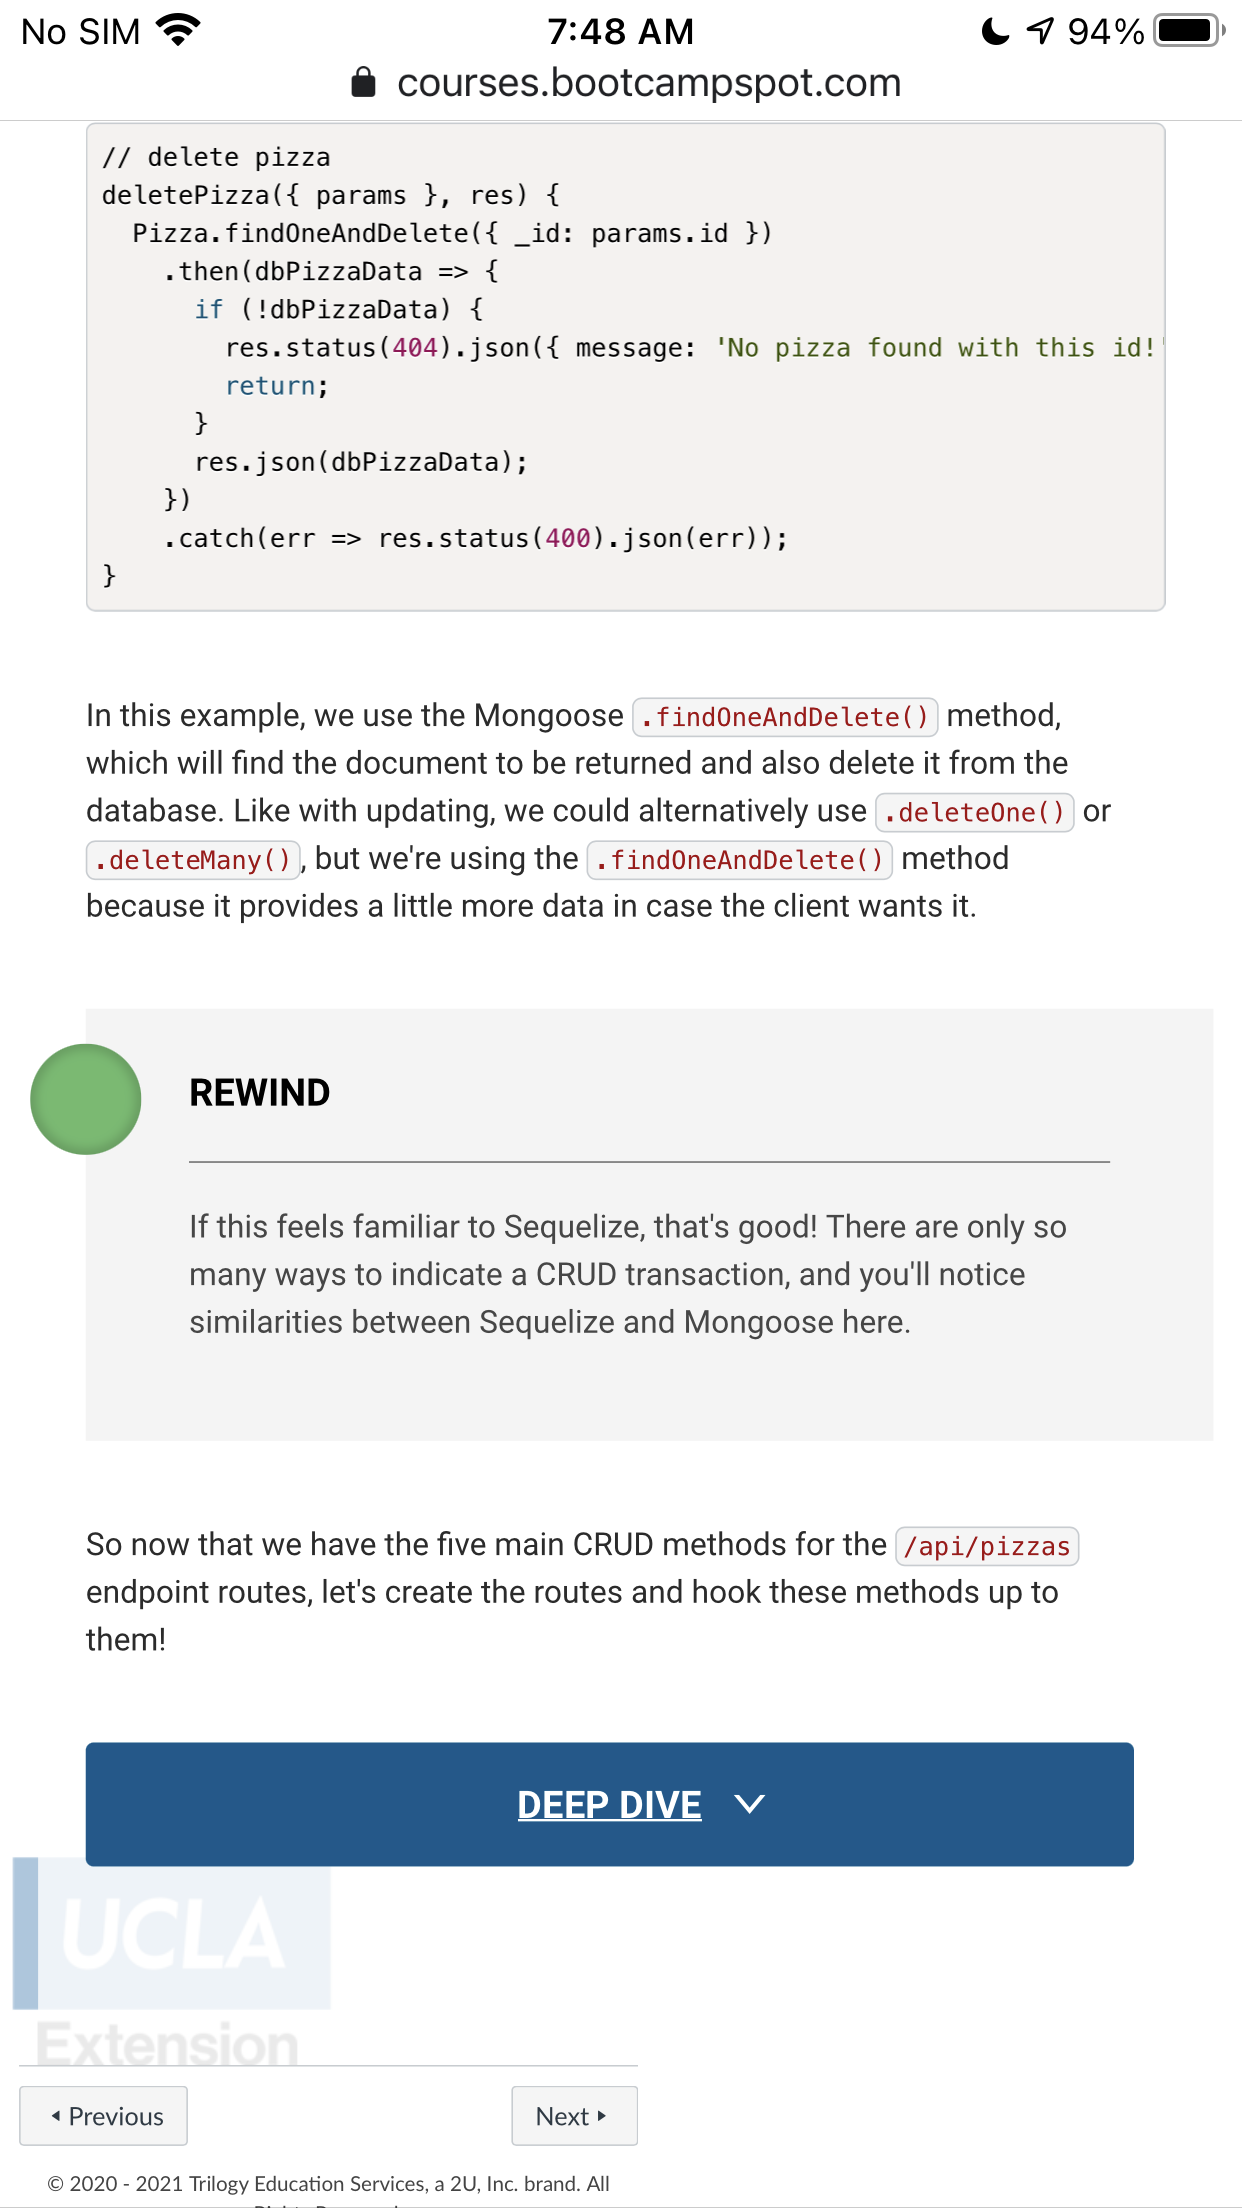 No SIM 7:48 AM 94%
courses.bootcampspot.com
// delete pizza
deletePizza({ params }, res) {
  Pizza.findOneAndDelete({ _id: params.id })
    .then(dbPizzaData => {
      if (!dbPizzaData) {
        res.status(404).json({ message: 'No pizza found with this id!'
        return;
      }
      res.json(dbPizzaData);
    })
    .catch(err => res.status(400).json(err));
}
In this example, we use the Mongoose .findOneAndDelete() method,
which will find the document to be returned and also delete it from the
database. Like with updating, we could alternatively use .deleteOne() or
.deleteMany(), but we're using the .findOneAndDelete() method
because it provides a little more data in case the client wants it.
REWIND
If this feels familiar to Sequelize, that's good! There are only so
many ways to indicate a CRUD transaction, and you'll notice
similarities between Sequelize and Mongoose here.
So now that we have the five main CRUD methods for the /api/pizzas
endpoint routes, let's create the routes and hook these methods up to
them!
DEEP DIVE
UCLA
Extension
Previous Next
© 2020 - 2021 Trilogy Education Services, a 2U, Inc. brand. All